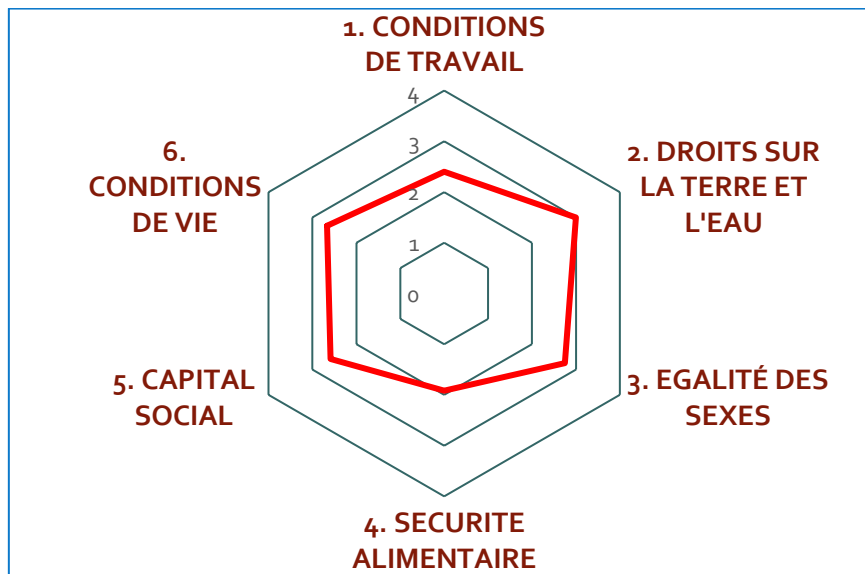 1. CONDITIONS
DE TRAVAIL
4
3
2
1
0
2. DROITS SUR
LA TERRE ET
L'EAU
3. EGALITÉ DES
SEXES
4. SECURITE
ALIMENTAIRE
5. CAPITAL
SOCIAL
6.
CONDITIONS
DE VIE